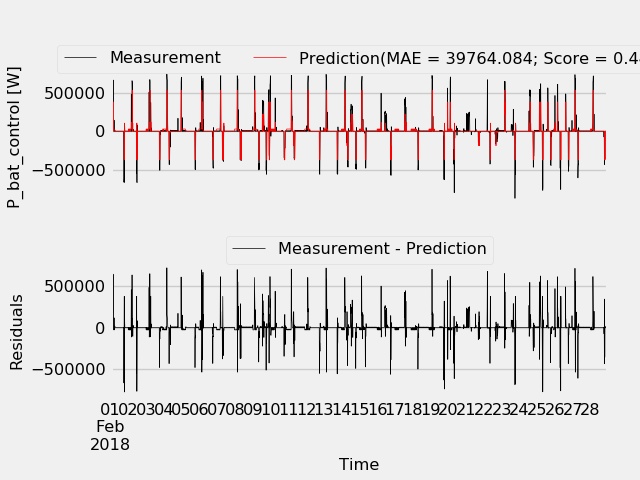 Measurement Prediction(MAE = 39764.084; Score = 0.4
P_bat_control [W]
500000
0
−500000
Measurement - Prediction
Residuals
500000
0
−500000
01020304050607080910111213141516171819202122232425262728
Feb
2018
Time